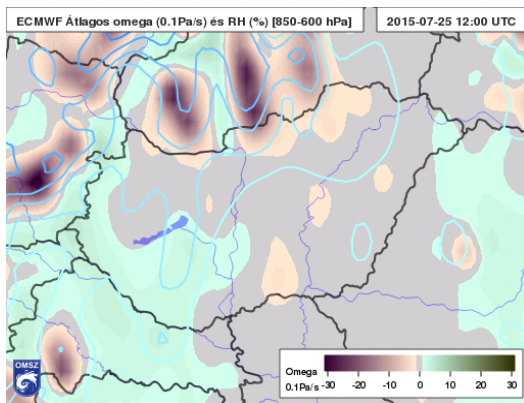 ECMWF Átlagos omega (0.1Pa/s) és RH (%) [850-600 hPa]
2015-07-25 12:00 UTC
OMSZ
Omega
0.1Pa/s -30 -20 -10 0 10 20 30